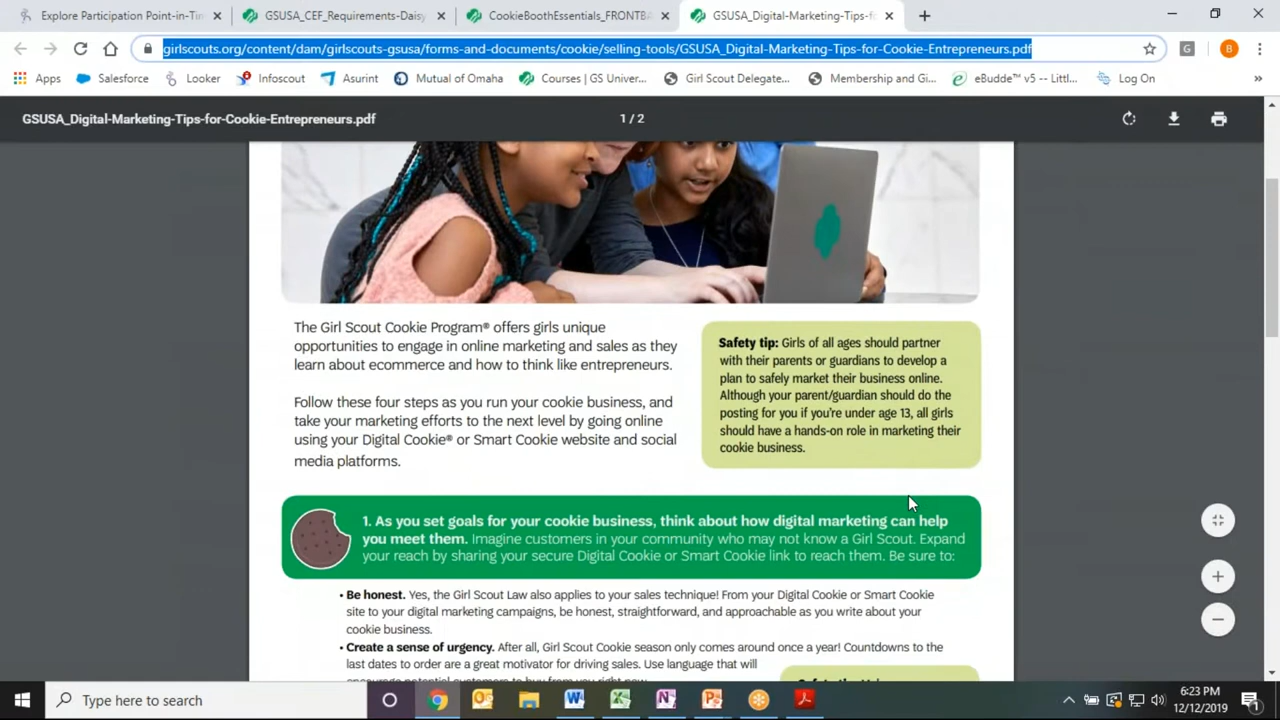 Explore Participation Point-in-Tin
GSUSA_CEF_Requirements-Daisy
CookieBoothEssentials_FRONTBA
GSUSA_Digital-Marketing-Tips-for
girlscouts.org/content/dam/girlscouts-gsusa/forms-and-documents/cookie/selling-tools/GSUSA_Digital-Marketing-Tips-for-Cookie-Entrepreneurs.pdf
G
B
Apps
Salesforce
Looker
Infoscout
Asurint
Mutual of Omaha
Courses | GS Univer...
Girl Scout Delegate...
Membership and Gi...
eBudde™ v5 -- Littl...
Log On
»
GSUSA_Digital-Marketing-Tips-for-Cookie-Entrepreneurs.pdf
1 / 2
The Girl Scout Cookie Program® offers girls unique
opportunities to engage in online marketing and sales as they
learn about ecommerce and how to think like entrepreneurs.
Follow these four steps as you run your cookie business, and
take your marketing efforts to the next level by going online
using your Digital Cookie® or Smart Cookie website and social
media platforms.
Safety tip: Girls of all ages should partner
with their parents or guardians to develop a
plan to safely market their business online.
Although your parent/guardian should do the
posting for you if you're under age 13, all girls
should have a hands-on role in marketing their
cookie business.
1. As you set goals for your cookie business, think about how digital marketing can help
you meet them. Imagine customers in your community who may not know a Girl Scout. Expand
your reach by sharing your secure Digital Cookie or Smart Cookie link to reach them. Be sure to:
• Be honest. Yes, the Girl Scout Law also applies to your sales technique! From your Digital Cookie or Smart Cookie
site to your digital marketing campaigns, be honest, straightforward, and approachable as you write about your
cookie business.
• Create a sense of urgency. After all, Girl Scout Cookie season only comes around once a year! Countdowns to the
last dates to order are a great motivator for driving sales. Use language that will
encourage potential customers to buy from you right now.
Type here to search
6:23 PM
12/12/2019